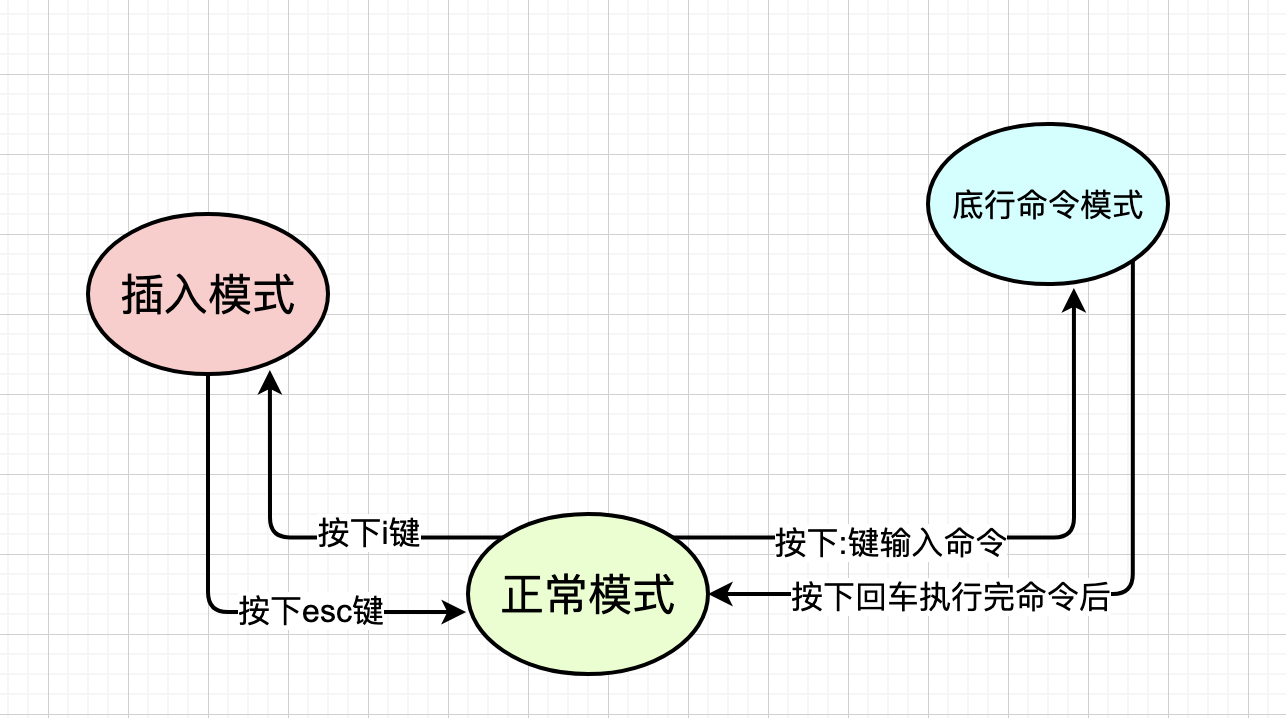 底行命令模式
插入模式
按下i键
按下:键输入命令
正常模式
按下回车执行完命令后
按下esc键